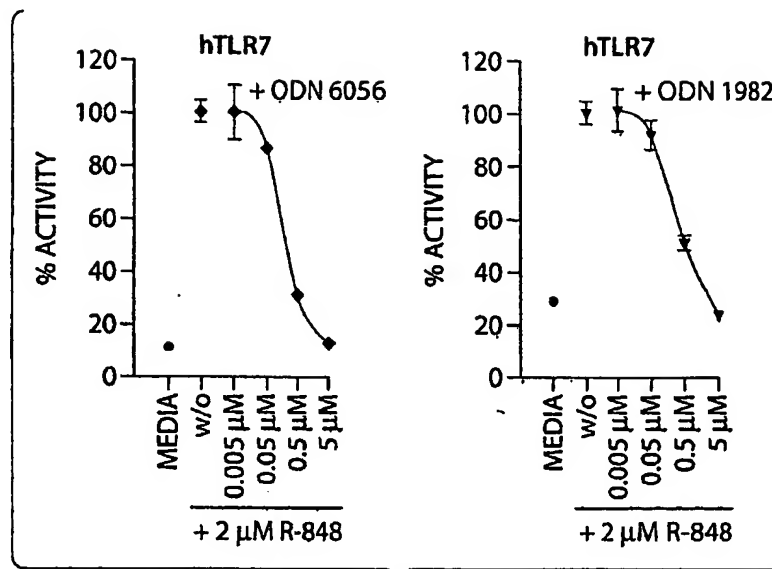 hTLR7
+ ODN 6056
% ACTIVITY
120
100
80
60
40
20
0
MEDIA
w/o
0.005 µM
0.05 µM
0.5 µM
5 µM
+ 2 µM R-848
hTLR7
+ ODN 1982
% ACTIVITY
120
100
80
60
40
20
0
MEDIA
w/o
0.005 µM
0.05 µM
0.5 µM
5 µM
+ 2 µM R-848